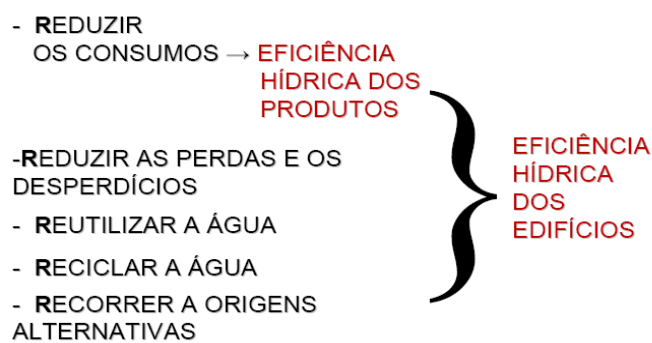 - REDUZIR
OS CONSUMOS → EFICIÊNCIA
HÍDRICA DOS
PRODUTOS
-REDUZIR AS PERDAS E OS
DESPERDÍCIOS
- REUTILIZAR A ÁGUA
- RECICLAR A ÁGUA
- RECORRER A ORIGENS
ALTERNATIVAS
EFICIÊNCIA
HÍDRICA
DOS
EDIFÍCIOS